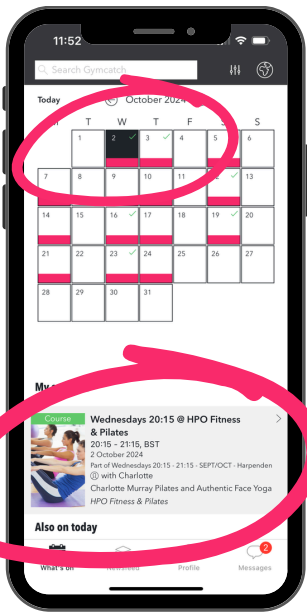 11:52
Search Gymcatch
Today
October 2024
T W T F S
1 2 3 4 5 6
7 8 9 10 11 12 13
14 15 16 17 18 19 20
21 22 23 24 25 26 27
28 29 30 31
Course
Wednesdays 20:15 @ HPO Fitness
& Pilates
20:15 - 21:15, BST
2 October 2024
Part of Wednesdays 20:15 - 21:15 - SEPT/OCT - Harpenden
with Charlotte
Charlotte Murray Pilates and Authentic Face Yoga
HPO Fitness & Pilates
Also on today
2
What's on Newsfeed Profile Messages